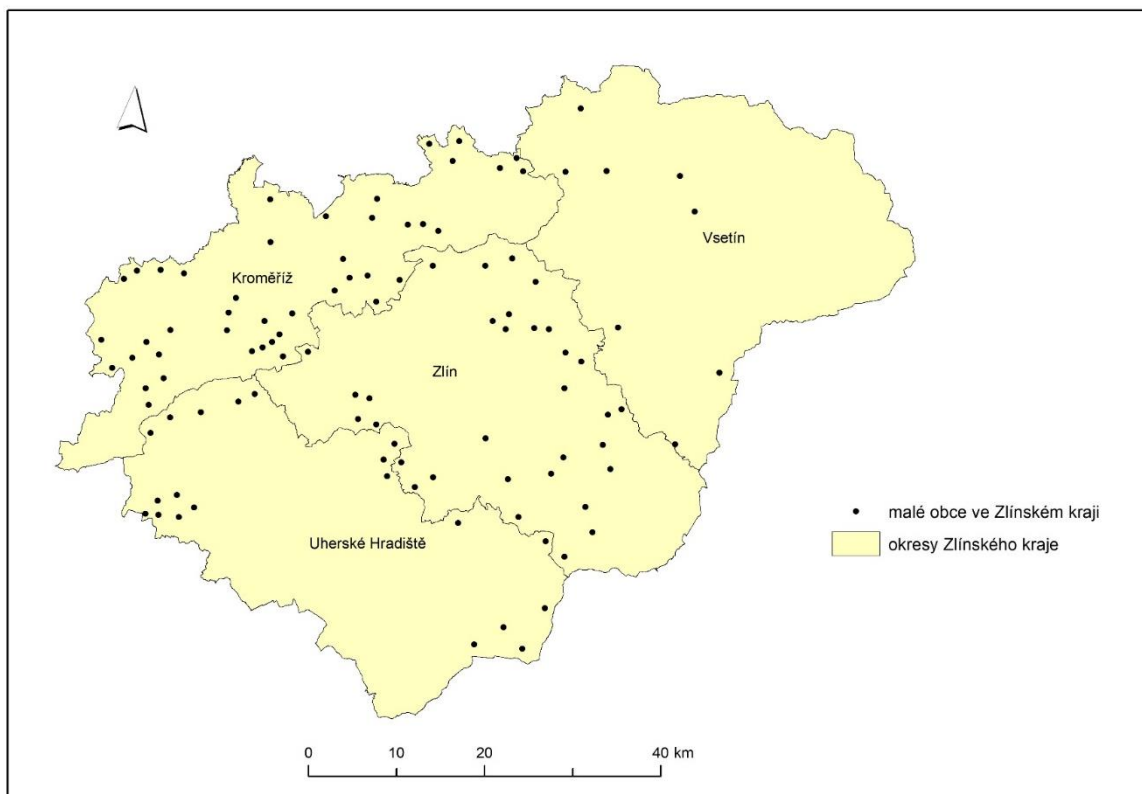 Vsetín
Kroměříž
Zlín
Uherské Hradiště
malé obce ve Zlínském kraji
okresy Zlínského kraje
0 10 20 40 km